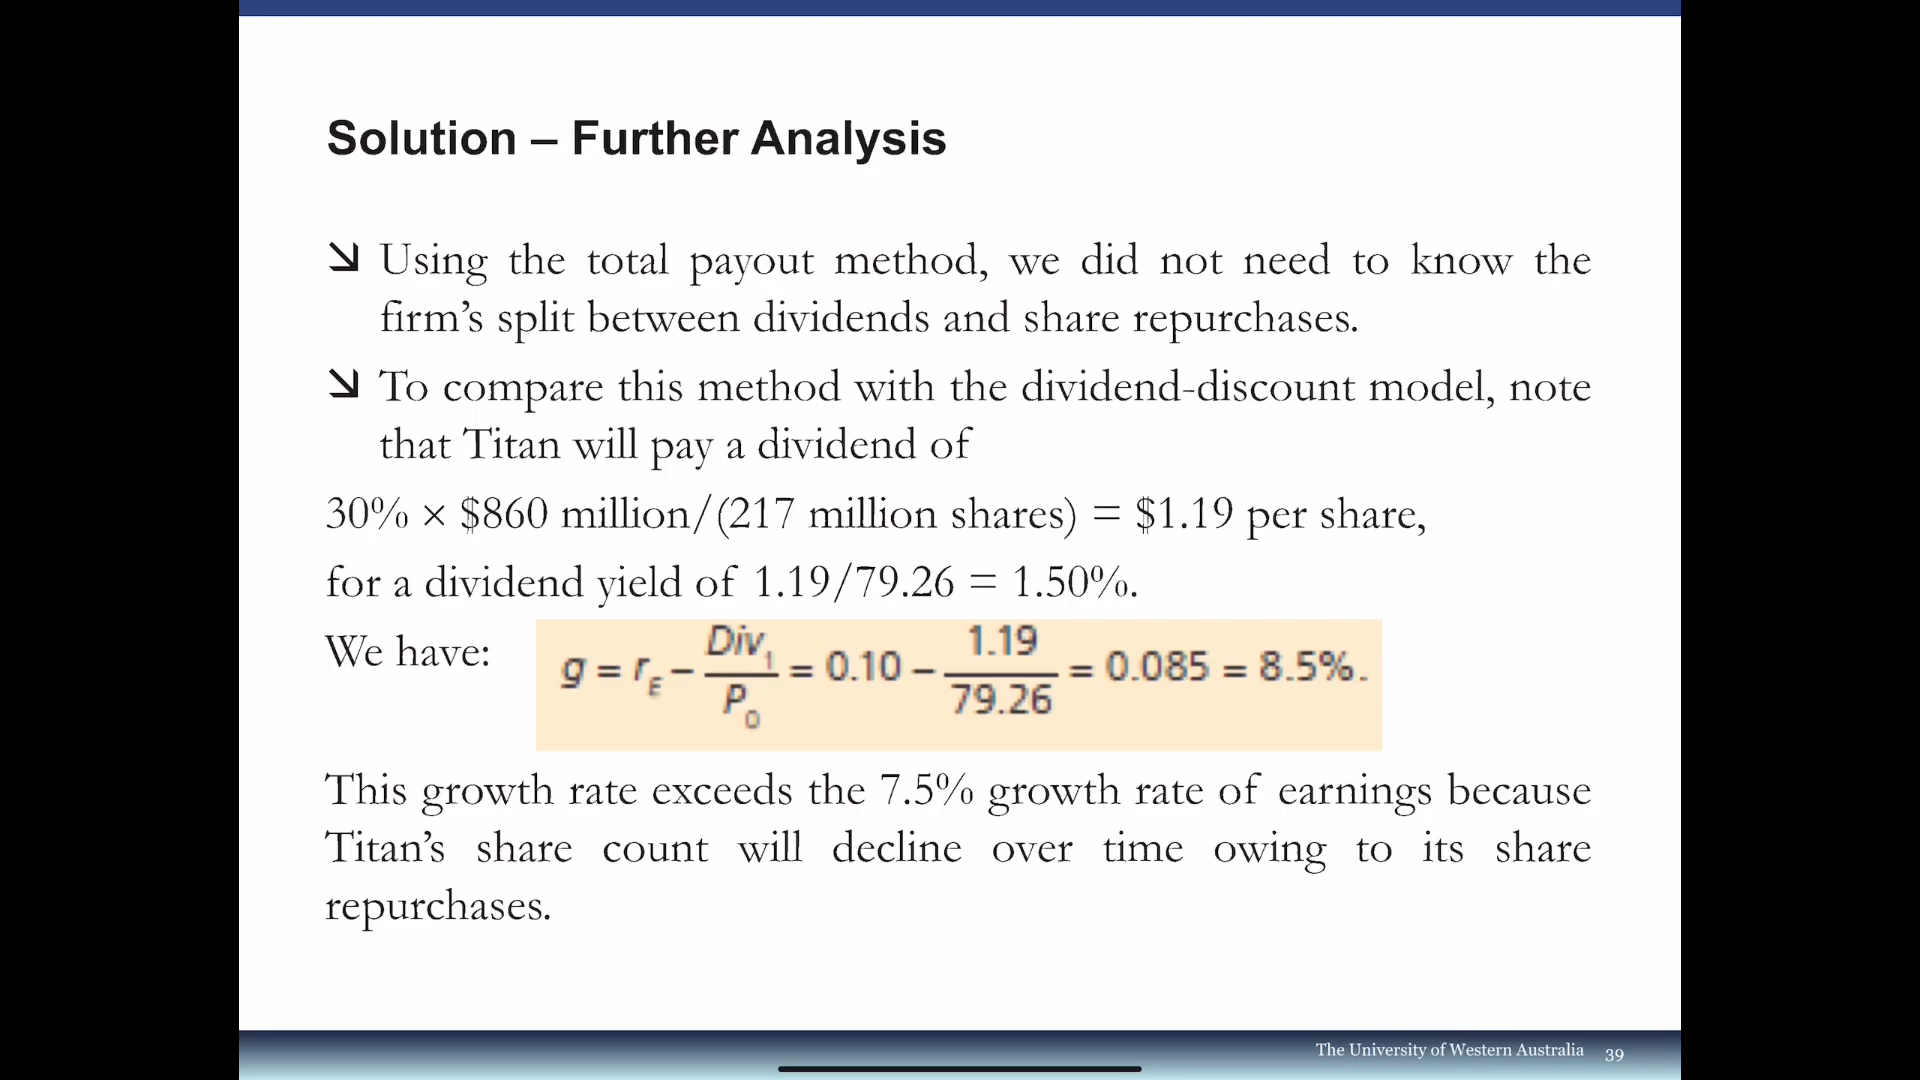 Solution – Further Analysis
Using the total payout method, we did not need to know the
firm’s split between dividends and share repurchases.
To compare this method with the dividend-discount model, note
that Titan will pay a dividend of
30% × $860 million/(217 million shares) = $1.19 per share,
for a dividend yield of 1.19/79.26 = 1.50%.
We have: g = r_E − Div_1/P_0 = 0.10 − 1.19/79.26 = 0.085 = 8.5%.
This growth rate exceeds the 7.5% growth rate of earnings because
Titan’s share count will decline over time owing to its share
repurchases.
The University of Western Australia 39